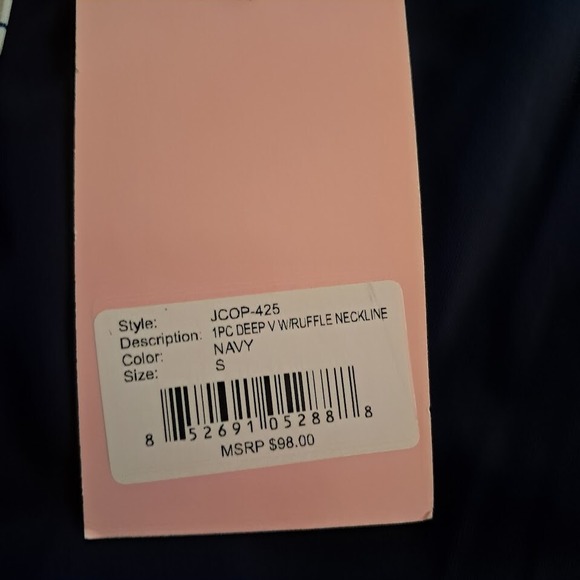 Style: JCOP-425
Description: 1PC DEEP V W/RUFFLE NECKLINE
Color: NAVY
Size: S
8 52691 05288 8
MSRP $98.00